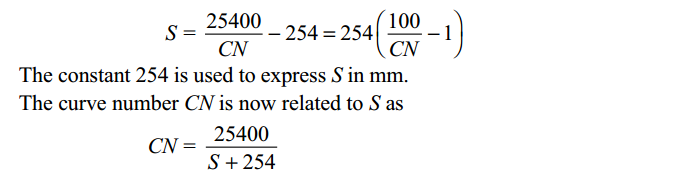 S = 25400/CN − 254 = 254(100/CN − 1)
The constant 254 is used to express S in mm.
The curve number CN is now related to S as
CN = 25400/(S + 254)